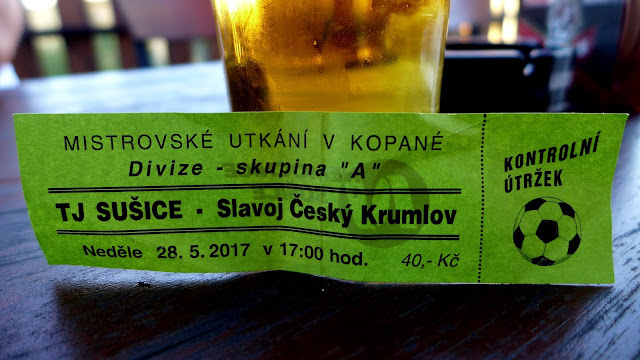 MISTROVSKÉ UTKÁNÍ V KOPANÉ
Divize - skupina "A"
TJ SUŠICE - Slavoj Český Krumlov
Neděle 28. 5. 2017 v 17:00 hod. 40,- Kč
KONTROLNÍ
ÚTRŽEK